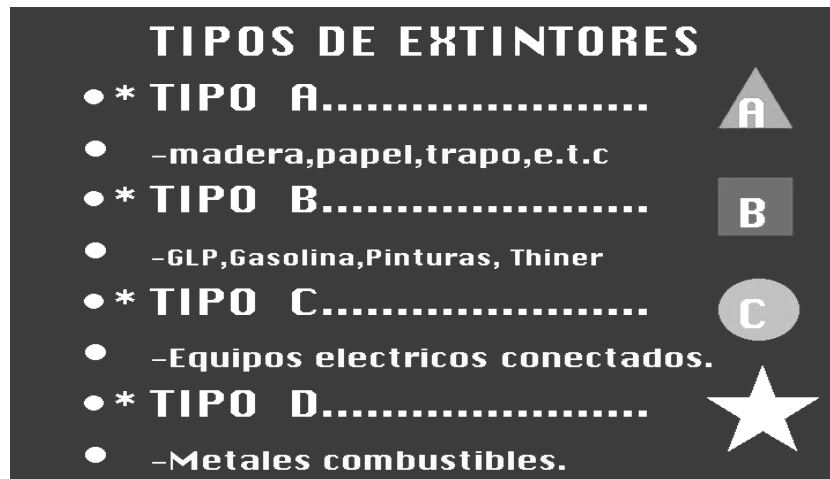 TIPOS DE EXTINTORES
* TIPO A...................... A
-madera,papel,trapo,e.t.c
* TIPO B...................... B
-GLP,Gasolina,Pinturas, Thiner
* TIPO C...................... C
-Equipos electricos conectados.
* TIPO D......................
-Metales combustibles.